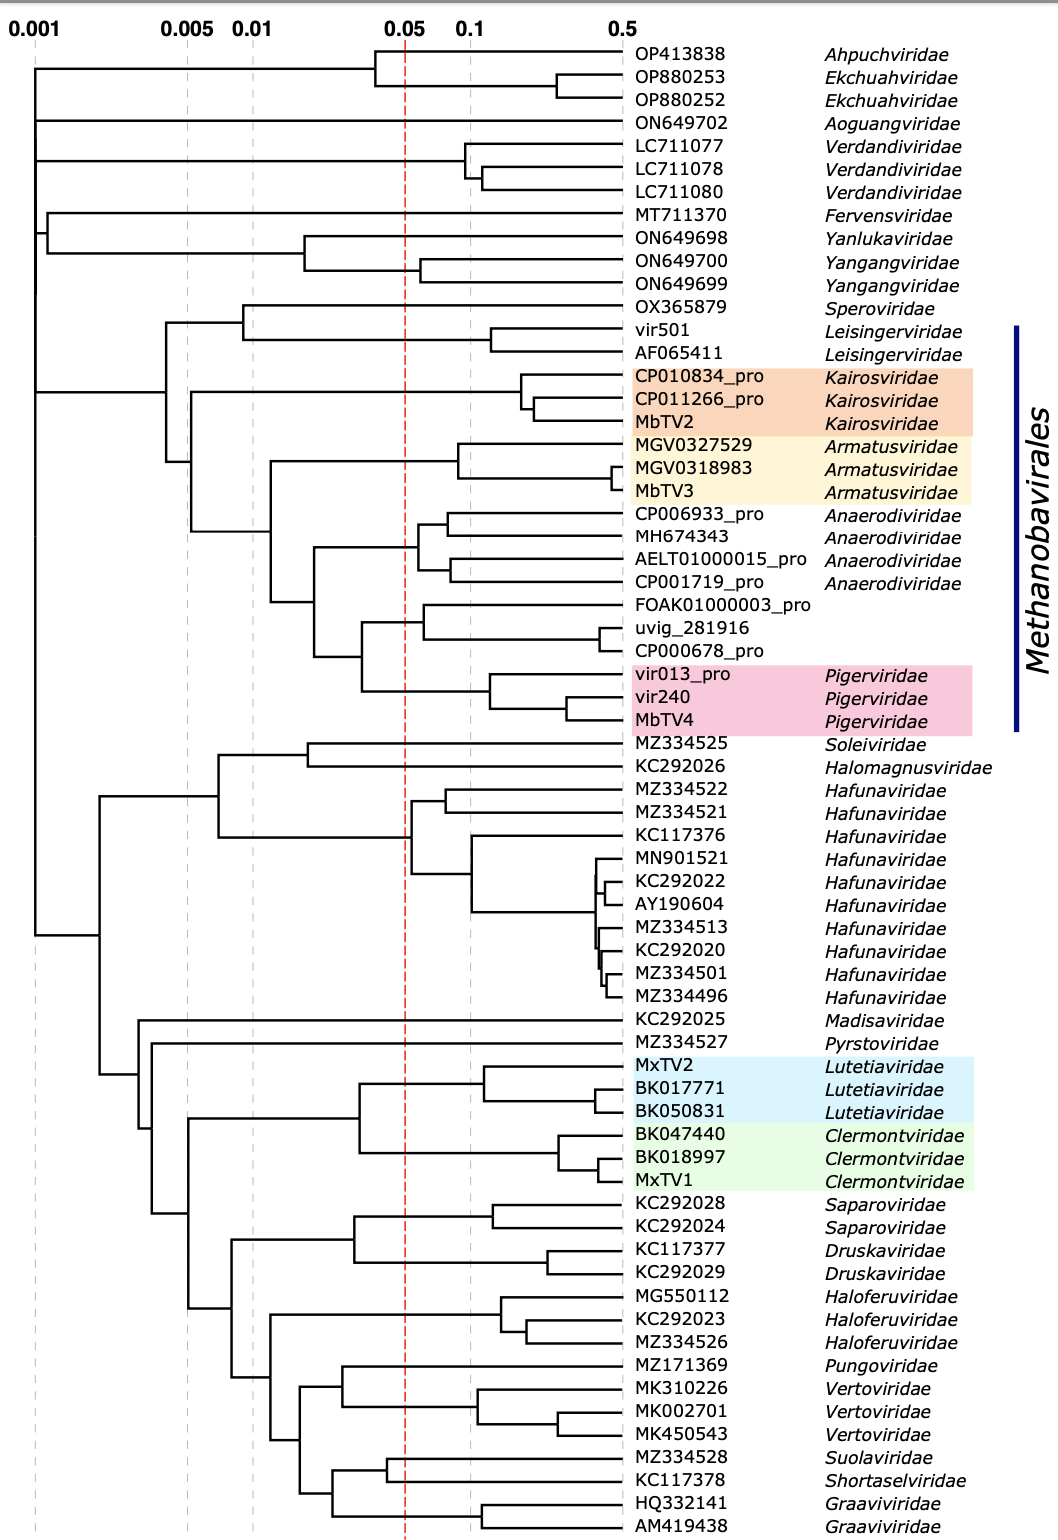 0.001 0.005 0.01 0.05 0.1 0.5
OP413838 Ahpuchviridae
OP880253 Ekchuahviridae
OP880252 Ekchuahviridae
ON649702 Aoguangviridae
LC711077 Verdandiviridae
LC711078 Verdandiviridae
LC711080 Verdandiviridae
MT711370 Fervensviridae
ON649698 Yanlukaviridae
ON649700 Yangangviridae
ON649699 Yangangviridae
OX365879 Speroviridae
vir501 Leisingerviridae
AF065411 Leisingerviridae
CP010834_pro Kairosviridae
CP011266_pro Kairosviridae
MbTV2 Kairosviridae
MGV0327529 Armatusviridae
MGV0318983 Armatusviridae
MbTV3 Armatusviridae
CP006933_pro Anaerodiviridae
MH674343 Anaerodiviridae
AELT01000015_pro Anaerodiviridae
CP001719_pro Anaerodiviridae
FOAK01000003_pro
uvig_281916
CP000678_pro
vir013_pro Pigerviridae
vir240 Pigerviridae
MbTV4 Pigerviridae
Methanobavirales
MZ334525 Soleiviridae
KC292026 Halomagnusviridae
MZ334522 Hafunaviridae
MZ334521 Hafunaviridae
KC117376 Hafunaviridae
MN901521 Hafunaviridae
KC292022 Hafunaviridae
AY190604 Hafunaviridae
MZ334513 Hafunaviridae
KC292020 Hafunaviridae
MZ334501 Hafunaviridae
MZ334496 Hafunaviridae
KC292025 Madisaviridae
MZ334527 Pyrstoviridae
MxTV2 Lutetiaviridae
BK017771 Lutetiaviridae
BK050831 Lutetiaviridae
BK047440 Clermontviridae
BK018997 Clermontviridae
MxTV1 Clermontviridae
KC292028 Saparoviridae
KC292024 Saparoviridae
KC117377 Druskaviridae
KC292029 Druskaviridae
MG550112 Haloferuviridae
KC292023 Haloferuviridae
MZ334526 Haloferuviridae
MZ171369 Pungoviridae
MK310226 Vertoviridae
MK002701 Vertoviridae
MK450543 Vertoviridae
MZ334528 Suolaviridae
KC117378 Shortaselviridae
HQ332141 Graaviviridae
AM419438 Graaviviridae